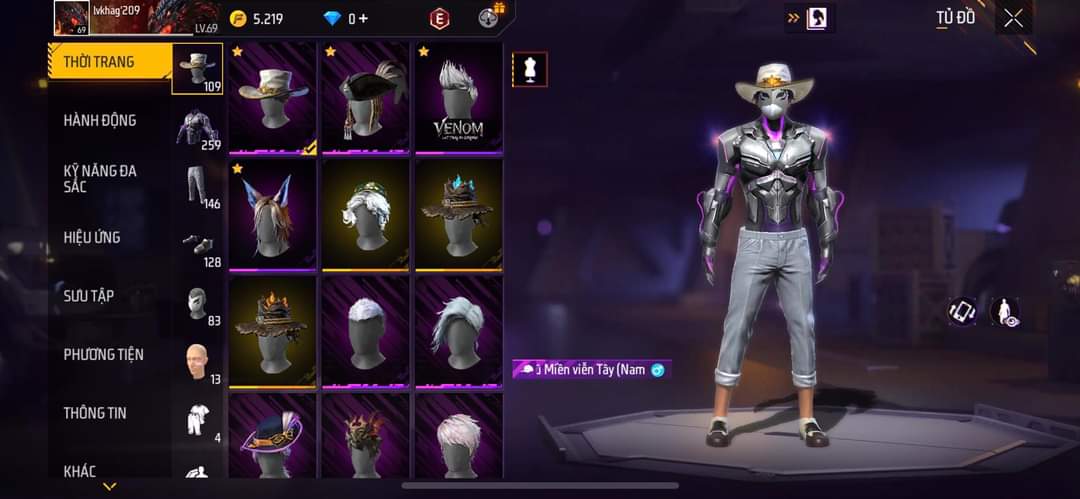 lvkhag'209
69
LV.69
5.219
0+
E
TỦ ĐỒ
THỜI TRANG
109
HÀNH ĐỘNG
259
KỸ NĂNG ĐA
SẮC
146
HIỆU ỨNG
128
SƯU TẬP
83
PHƯƠNG TIỆN
13
THÔNG TIN
4
KHÁC
VENOM
Miền viễn Tây (Nam